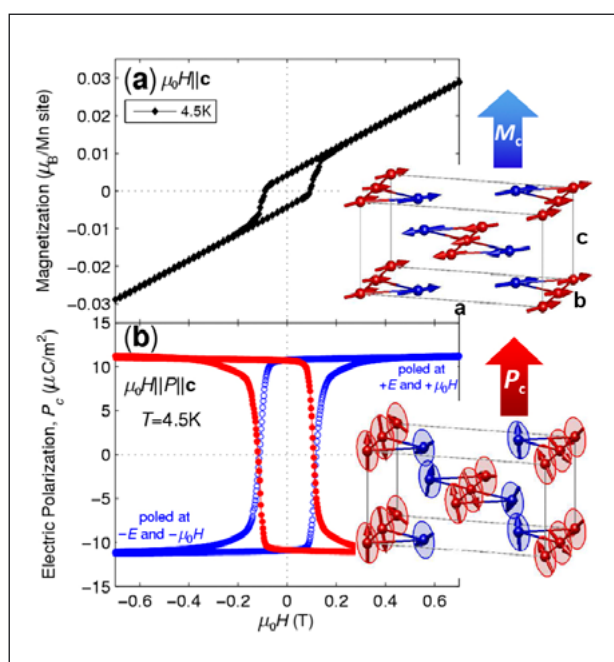 (a) μ₀H||c
4.5K
0.03
0.02
0.01
0
−0.01
−0.02
−0.03
Magnetization (μB/Mn site)
Mc
c
b
a
(b)
μ₀H||P||c
T=4.5K
poled at
+E and +μ₀H
poled at
−E and −μ₀H
15
10
5
0
−5
−10
−15
Electric Polarization, Pc (μC/m²)
Pc
−0.6 −0.4 −0.2 0 0.2 0.4 0.6
μ₀H (T)